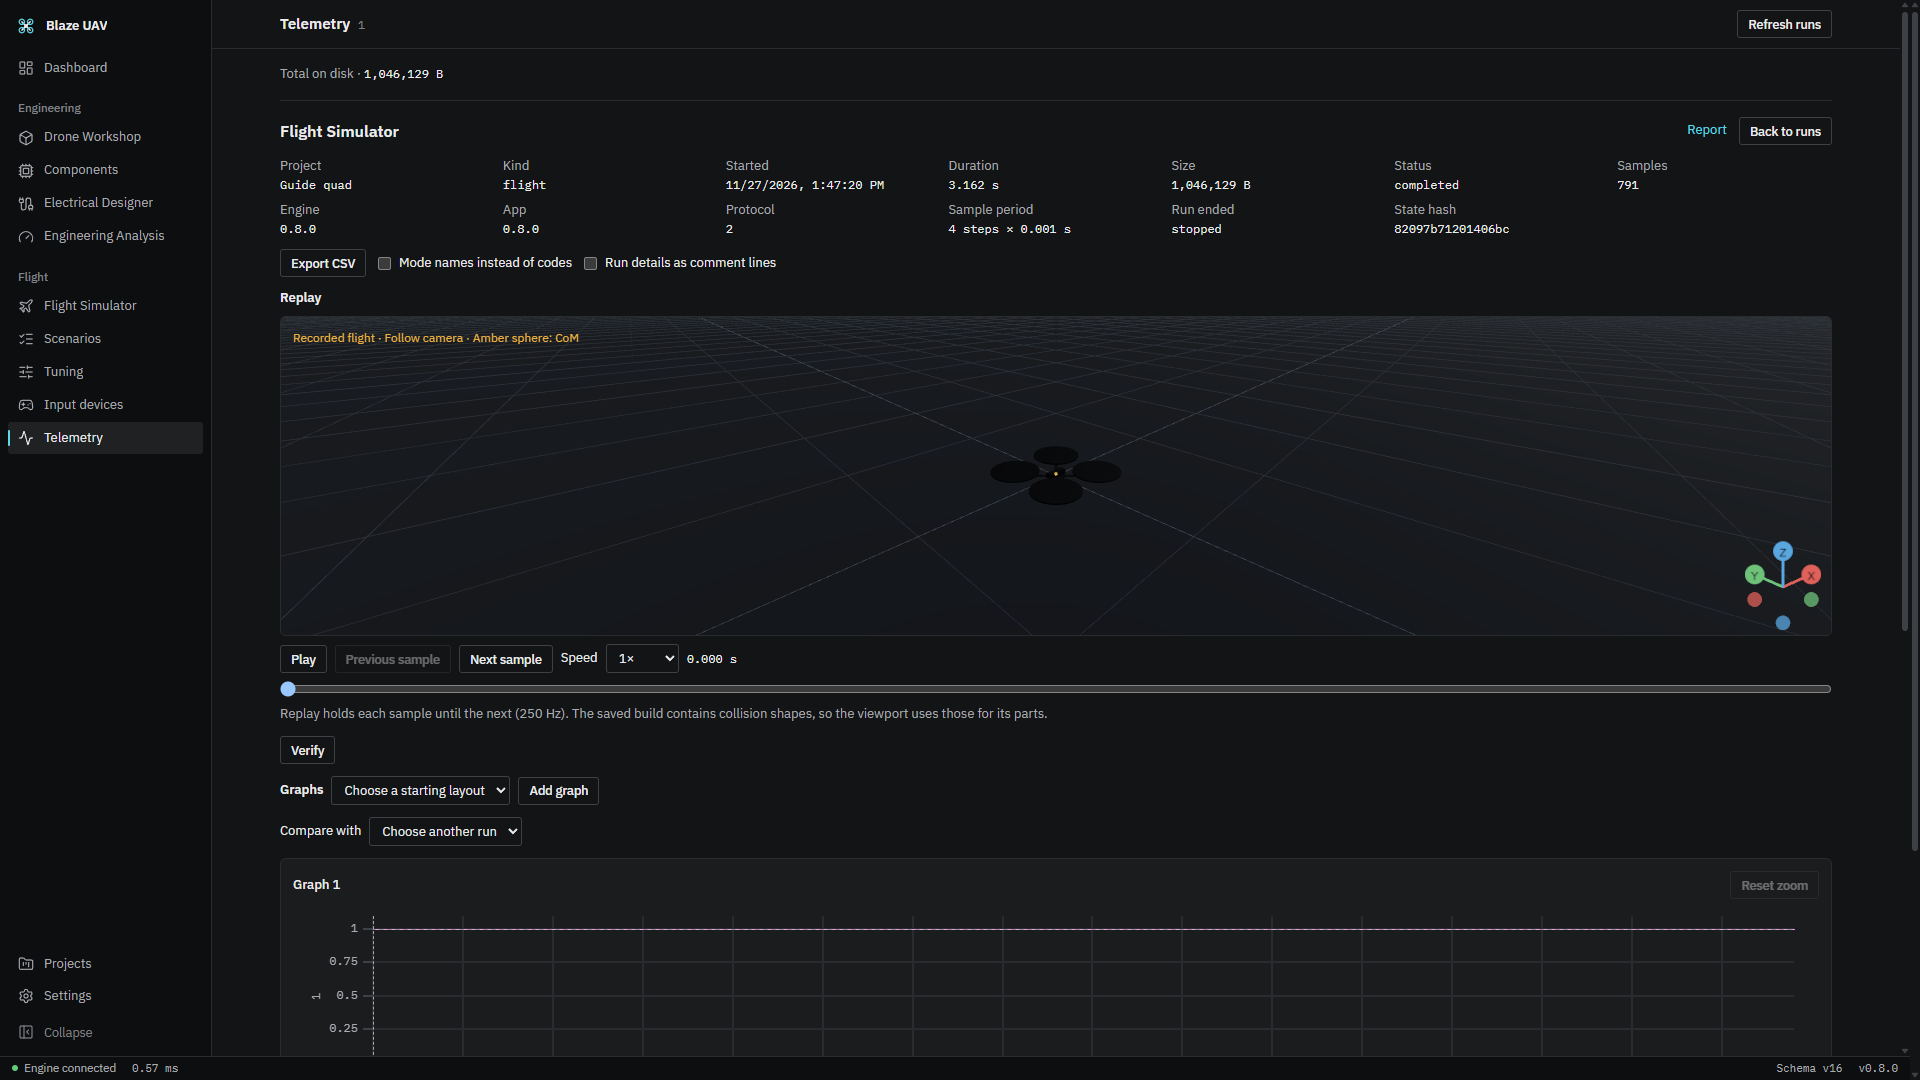 Blaze UAV
Dashboard
Engineering
Drone Workshop
Components
Electrical Designer
Engineering Analysis
Flight
Flight Simulator
Scenarios
Tuning
Input devices
Telemetry
Projects
Settings
Collapse
Telemetry 1
Refresh runs
Total on disk · 1,046,129 B
Flight Simulator
Report
Back to runs
Project Kind Started Duration Size Status Samples
Guide quad flight 11/27/2026, 1:47:20 PM 3.162 s 1,046,129 B completed 791
Engine App Protocol Sample period Run ended State hash
0.8.0 0.8.0 2 4 steps × 0.001 s stopped 82097b71201406bc
Export CSV Mode names instead of codes Run details as comment lines
Replay
Recorded flight · Follow camera · Amber sphere: CoM
Z
Y X
Play Previous sample Next sample Speed 1× 0.000 s
Replay holds each sample until the next (250 Hz). The saved build contains collision shapes, so the viewport uses those for its parts.
Verify
Graphs Choose a starting layout Add graph
Compare with Choose another run
Graph 1
Reset zoom
1
0.75
1 0.5
0.25
Engine connected 0.57 ms
Schema v16 v0.8.0